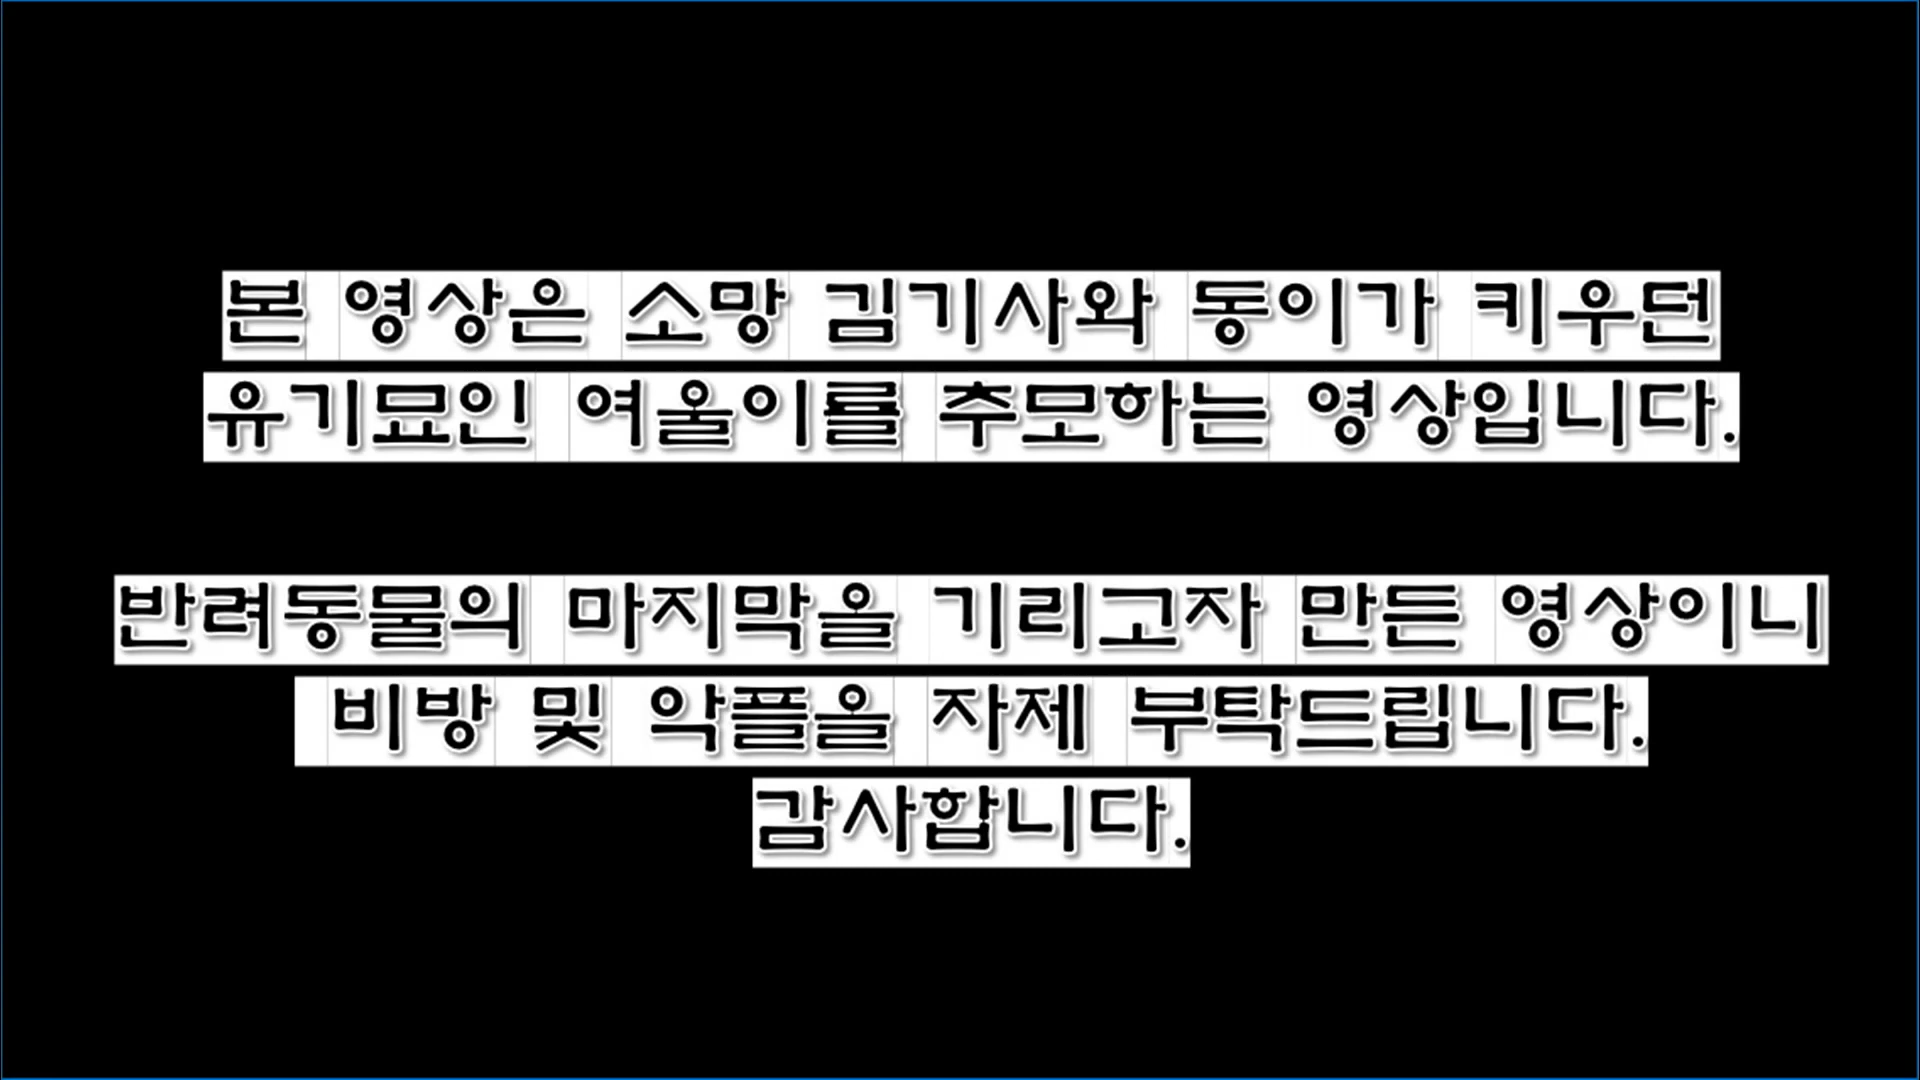 본 영상은 소망 김기사와 동이가 키우던
유기묘인 여울이를 추모하는 영상입니다.
반려동물의 마지막을 기리고자 만든 영상이니
비방 및 악플을 자제 부탁드립니다.
감사합니다.